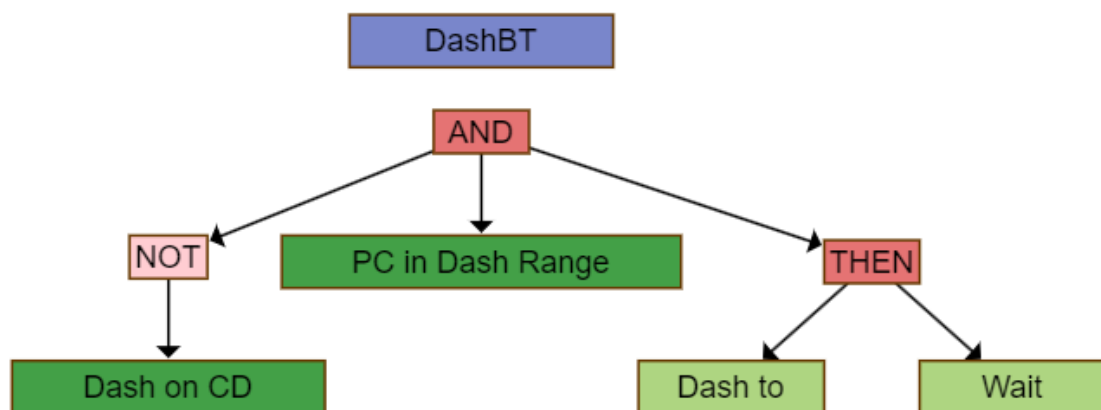 DashBT
AND
NOT
PC in Dash Range
THEN
Dash on CD
Dash to
Wait